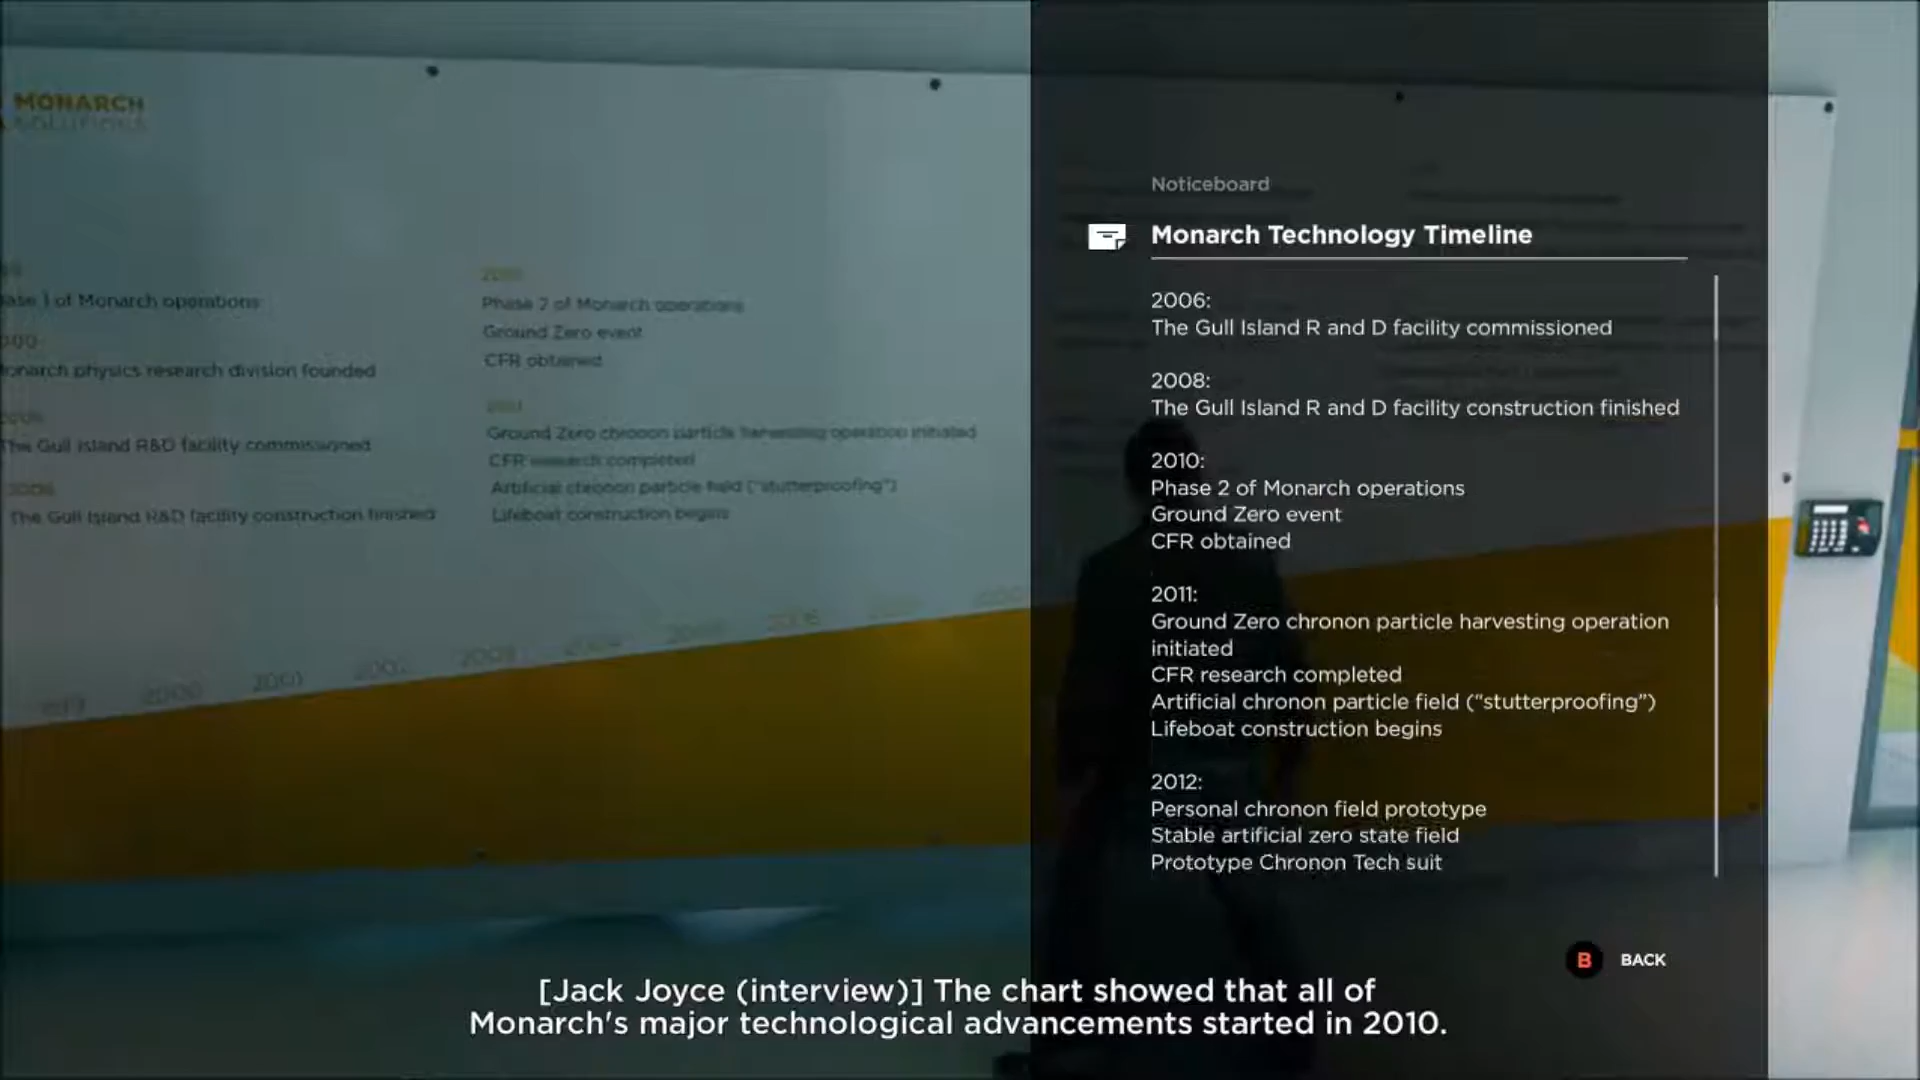 MONARCH
SOLUTIONS
Phase 2 of Monarch operations
Ground Zero event
CFR obtained
of Monarch operations
physics research division founded
The Gull Island R&D facility commissioned
The Gull Island R&D facility construction finished
Ground Zero chronon particle harvesting operation initiated
CFR research completed
Artificial chronon particle field ("stutterproofing")
Lifeboat construction begins
2000
2001
2002
2003
2006
Noticeboard
Monarch Technology Timeline
2006:
The Gull Island R and D facility commissioned
2008:
The Gull Island R and D facility construction finished
2010:
Phase 2 of Monarch operations
Ground Zero event
CFR obtained
2011:
Ground Zero chronon particle harvesting operation
initiated
CFR research completed
Artificial chronon particle field (“stutterproofing”)
Lifeboat construction begins
2012:
Personal chronon field prototype
Stable artificial zero state field
Prototype Chronon Tech suit
B BACK
[Jack Joyce (interview)] The chart showed that all of
Monarch's major technological advancements started in 2010.